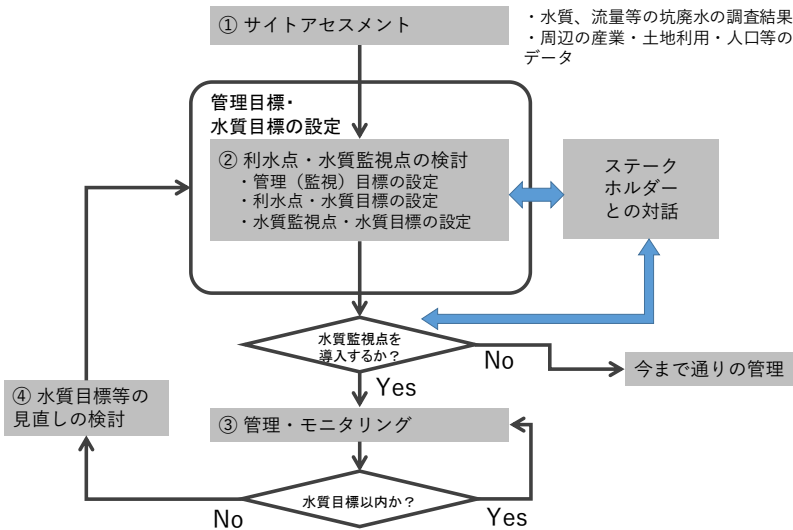 ① サイトアセスメント
・水質、流量等の坑廃水の調査結果
・周辺の産業・土地利用・人口等の
データ
管理目標・
水質目標の設定
② 利水点・水質監視点の検討
・管理（監視）目標の設定
・利水点・水質目標の設定
・水質監視点・水質目標の設定
ステーク
ホルダー
との対話
水質監視点を
導入するか？
No
今まで通りの管理
Yes
④ 水質目標等の
見直しの検討
③ 管理・モニタリング
水質目標以内か？
No
Yes